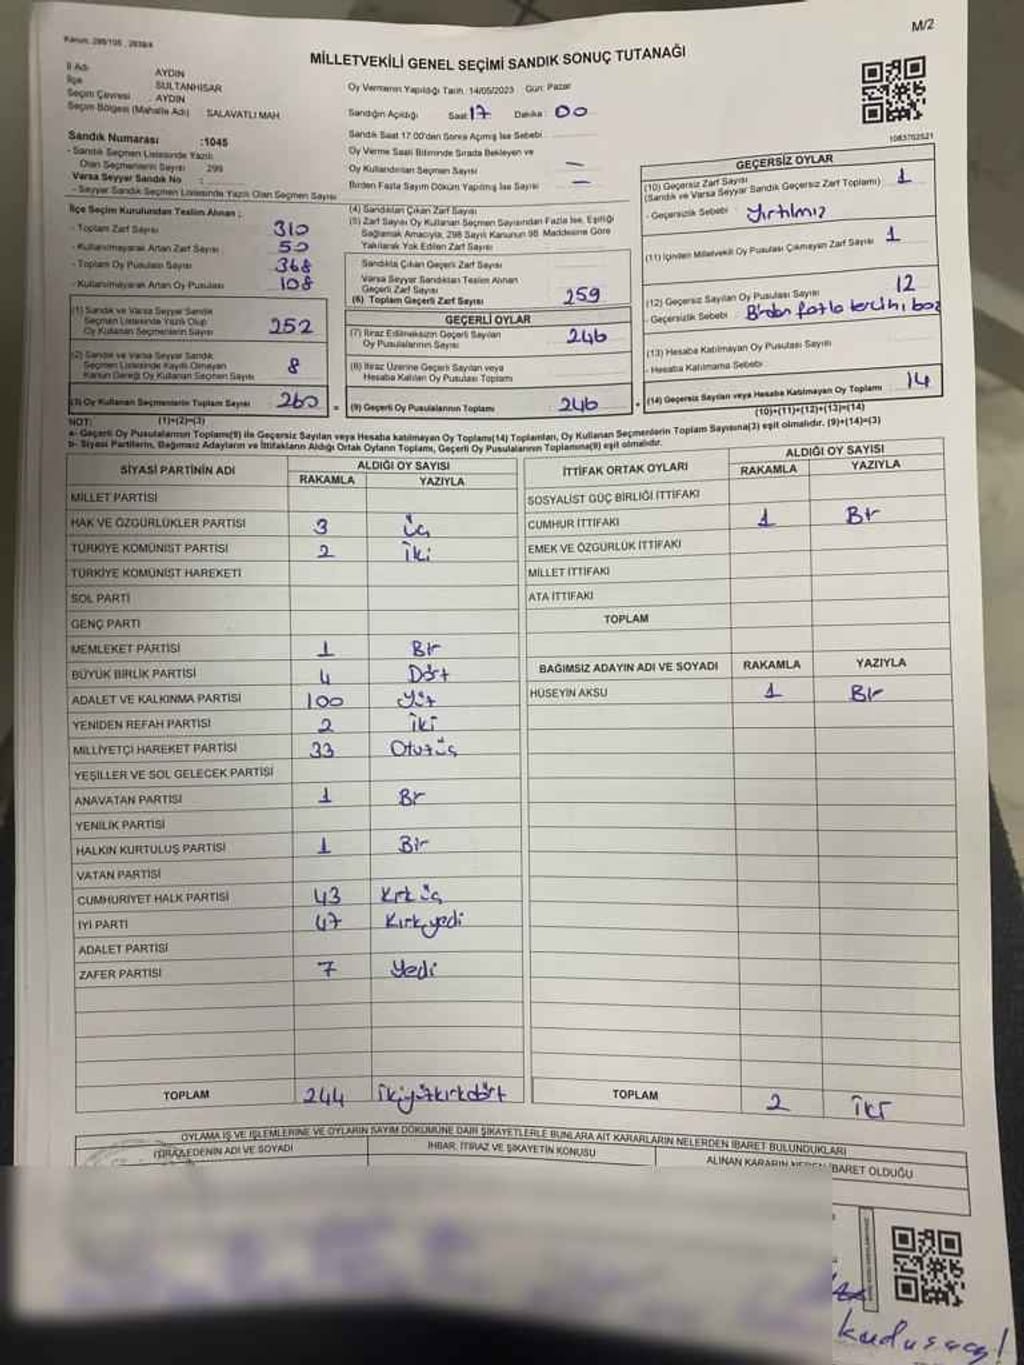 M/2
Kanun: 298/105 , 2839/4
MİLLETVEKİLİ GENEL SEÇİMİ SANDIK SONUÇ TUTANAĞI
İl Adı AYDIN
İlçe SULTANHİSAR
Seçim Çevresi AYDIN
Seçim Bölgesi (Mahalle Adı) SALAVATLI MAH.
Sandık Numarası :1045
- Sandık Seçmen Listesinde Yazılı
Olan Seçmenlerin Sayısı 299
Varsa Seyyar Sandık No :
- Seyyar Sandık Seçmen Listesinde Yazılı Olan Seçmen Sayısı
Oy Vermenin Yapıldığı Tarih :14/05/2023 Gün: Pazar
Sandığın Açıldığı Saat: 17 Dakika: 00
Sandık Saat 17.00'den Sonra Açılmış İse Sebebi
Oy Verme Saati Bitiminde Sırada Bekleyen ve
Oy Kullandırılan Seçmen Sayısı —
Birden Fazla Sayım Döküm Yapılmış İse Sayısı —
1083702521
İlçe Seçim Kurulundan Teslim Alınan ;
- Toplam Zarf Sayısı 310
- Kullanılmayarak Artan Zarf Sayısı 50
- Toplam Oy Pusulası Sayısı 368
- Kullanılmayarak Artan Oy Pusulası 108
(1) Sandık ve Varsa Seyyar Sandık
Seçmen Listesinde Yazılı Olup
Oy Kullanan Seçmenlerin Sayısı 252
(2) Sandık ve Varsa Seyyar Sandık
Seçmen Listesinde Kayıtlı Olmayan
Kanun Gereği Oy Kullanan Seçmen Sayısı 8
(3) Oy Kullanan Seçmenlerin Toplam Sayısı 260
(1)+(2)=(3)
(4) Sandıktan Çıkan Zarf Sayısı
(5) Zarf Sayısı Oy Kullanan Seçmen Sayısından Fazla İse, Eşitliği
Sağlamak Amacıyla, 298 Sayılı Kanunun 98. Maddesine Göre
Yakılarak Yok Edilen Zarf Sayısı
Sandıkta Çıkan Geçerli Zarf Sayısı
Varsa Seyyar Sandıktan Teslim Alınan
Geçerli Zarf Sayısı
(6) Toplam Geçerli Zarf Sayısı 259
GEÇERLİ OYLAR
(7) İtiraz Edilmeksizin Geçerli Sayılan
Oy Pusulalarının Sayısı 246
(8) İtiraz Üzerine Geçerli Sayılan veya
Hesaba Katılan Oy Pusulası Toplamı
= (9) Geçerli Oy Pusulalarının Toplamı 246 +
GEÇERSİZ OYLAR
(10) Geçersiz Zarf Sayısı
(Sandık ve Varsa Seyyar Sandık Geçersiz Zarf Toplamı) 1
- Geçersizlik Sebebi Yırtılmız
(11) İçinden Milletvekili Oy Pusulası Çıkmayan Zarf Sayısı 1
(12) Geçersiz Sayılan Oy Pusulası Sayısı 12
- Geçersizlik Sebebi Birden fazla tercihi
(13) Hesaba Katılmayan Oy Pusulası Sayısı
- Hesaba Katılmama Sebebi
(14) Geçersiz Sayılan veya Hesaba Katılmayan Oy Toplamı 14
(10)+(11)+(12)+(13)=(14)
NOT:
a- Geçerli Oy Pusulalarının Toplamı(9) ile Geçersiz Sayılan veya Hesaba katılmayan Oy Toplamı(14) Toplamları, Oy Kullanan Seçmenlerin Toplam Sayısına(3) eşit olmalıdır. (9)+(14)=(3)
b- Siyasi Partilerin, Bağımsız Adayların ve İttifakların Aldığı Ortak Oyların Toplamı, Geçerli Oy Pusulalarının Toplamına(9) eşit olmalıdır.
SİYASİ PARTİNİN ADI ALDIĞI OY SAYISI
RAKAMLA YAZIYLA
MİLLET PARTİSİ
HAK VE ÖZGÜRLÜKLER PARTİSİ 3 Üç
TÜRKİYE KOMÜNİST PARTİSİ 2 İki
TÜRKİYE KOMÜNİST HAREKETİ
SOL PARTİ
GENÇ PARTİ
MEMLEKET PARTİSİ 1 Bir
BÜYÜK BİRLİK PARTİSİ 4 Dört
ADALET VE KALKINMA PARTİSİ 100 Yüz
YENİDEN REFAH PARTİSİ 2 İki
MİLLİYETÇİ HAREKET PARTİSİ 33 Otuzüç
YEŞİLLER VE SOL GELECEK PARTİSİ
ANAVATAN PARTİSİ 1 Bir
YENİLİK PARTİSİ
HALKIN KURTULUŞ PARTİSİ 1 Bir
VATAN PARTİSİ
CUMHURİYET HALK PARTİSİ 43 Kırk üç
İYİ PARTİ 47 Kırkyedi
ADALET PARTİSİ
ZAFER PARTİSİ 7 Yedi
TOPLAM 244 İkiyüzkırkdört
İTTİFAK ORTAK OYLARI ALDIĞI OY SAYISI
RAKAMLA YAZIYLA
SOSYALİST GÜÇ BİRLİĞİ İTTİFAKI
CUMHUR İTTİFAKI 1 Bir
EMEK VE ÖZGÜRLÜK İTTİFAKI
MİLLET İTTİFAKI
ATA İTTİFAKI
TOPLAM
BAĞIMSIZ ADAYIN ADI VE SOYADI RAKAMLA YAZIYLA
HÜSEYİN AKSU 1 Bir
TOPLAM 2 İki
OYLAMA İŞ VE İŞLEMLERİNE VE OYLARIN SAYIM DÖKÜMÜNE DAİR ŞİKAYETLERLE BUNLARA AİT KARARLARIN NELERDEN İBARET BULUNDUKLARI
İTİRAZ EDENİN ADI VE SOYADI İHBAR, İTİRAZ VE ŞİKAYETİN KONUSU ALINAN KARARIN NEDEN İBARET OLDUĞU